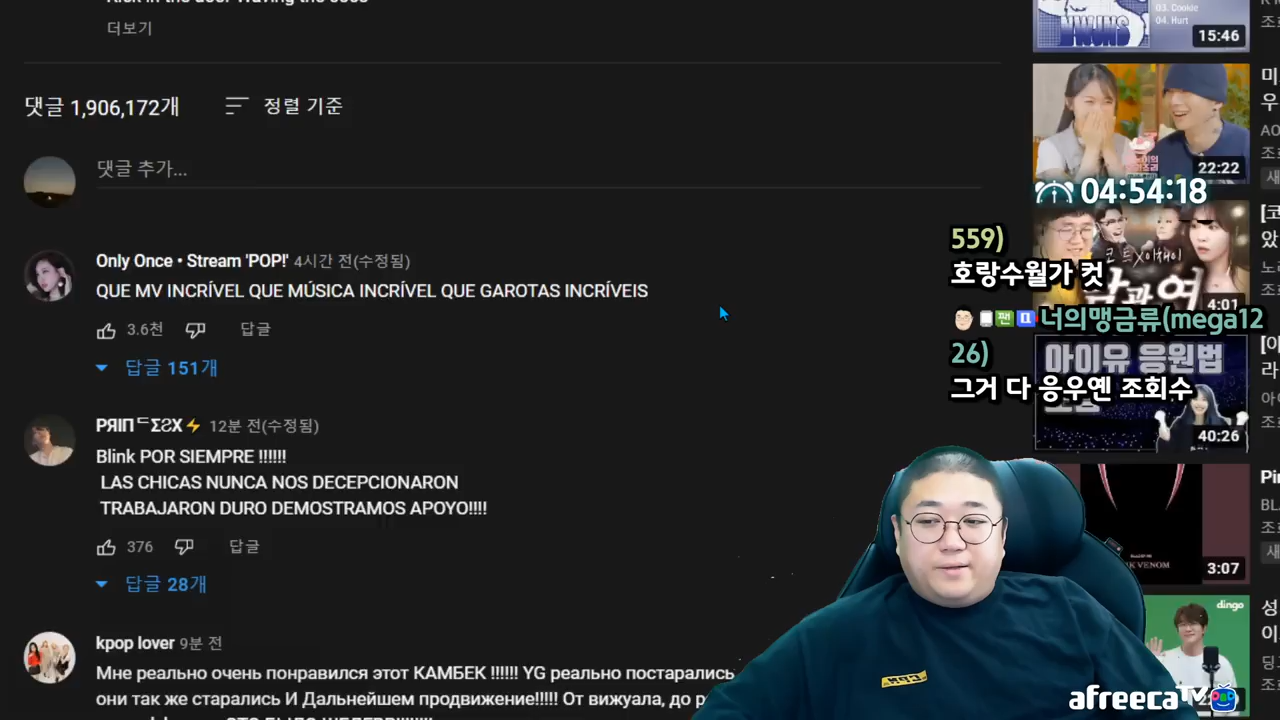 더보기
댓글 1,906,172개
정렬 기준
댓글 추가...
Only Once • Stream 'POP!' 4시간 전(수정됨)
QUE MV INCRÍVEL QUE MÚSICA INCRÍVEL QUE GAROTAS INCRÍVEIS
3.6천
답글
답글 151개
12분 전(수정됨)
Blink POR SIEMPRE !!!!!!
LAS CHICAS NUNCA NOS DECEPCIONARON
TRABAJARON DURO DEMOSTRAMOS APOYO!!!!
376
답글
답글 28개
kpop lover 9분 전
Мне реально очень понравился этот КАМБЕК !!!!!! YG реально постарались
они так же старались И Дальнейшем продвижение!!!!! От вижуала, до
03. Cookie
04. Hurt
NWJNS
15:46
22:22
04:54:18
559)
호랑수월가 컷
4:01
너의맹금류(mega12
26)
그거 다 응우옌 조회수
아이유 응원법
40:26
3:07
dingo
afreecaTV